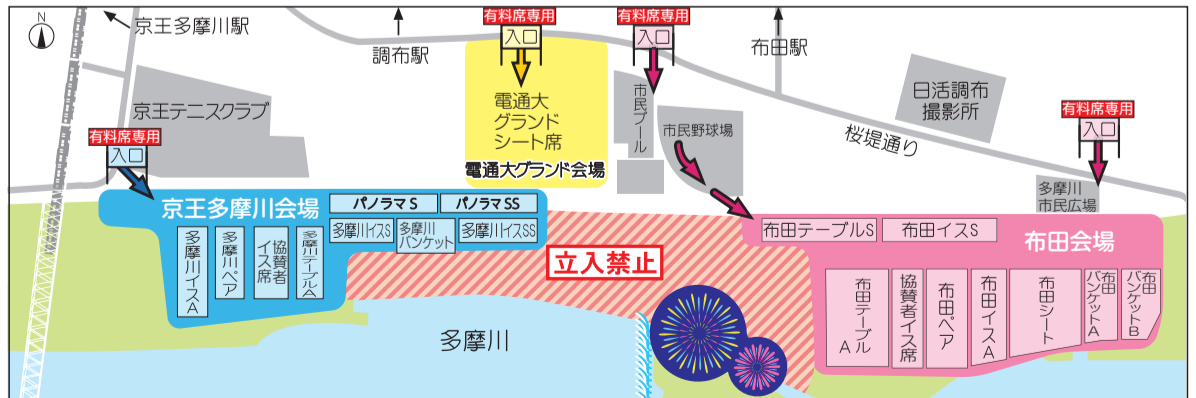 N
京王多摩川駅
調布駅
有料席専用
入口
有料席専用
入口
布田駅
京王テニスクラブ
電通大
グランド
シート席
電通大グランド会場
市民プール
市民野球場
日活調布
撮影所
桜堤通り
有料席専用
入口
有料席専用
入口
多摩川
市民広場
京王多摩川会場
パノラマ S
パノラマ SS
多摩川イスS
多摩川
バンケット
多摩川イスSS
多摩川イスA
多摩川ペア
協賛者
イス席
多摩川テーブルA
立入禁止
多摩川
布田テーブルS
布田イスS
布田会場
布田テーブル
A
協賛者イス席
布田ペア
布田イスA
布田シート
布田
バンケットA
布田
バンケットB